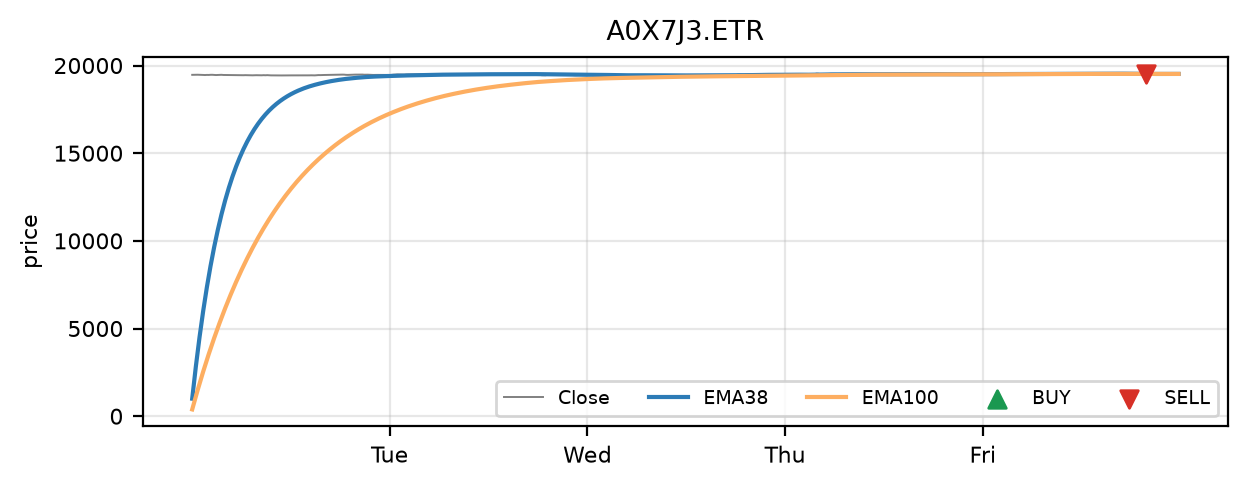 A0X7J3.ETR
price
20000
15000
10000
5000
0
Close EMA38 EMA100 BUY SELL
Tue Wed Thu Fri